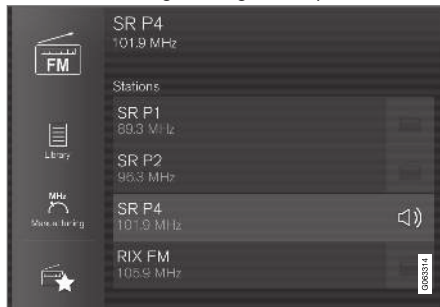 SR P4
101.9 MHz
FM
Stations
SR P1
89.3 MHz
Library
SR P2
96.3 MHz
MHz
Manual tuning
SR P4
101.9 MHz
RIX FM
105.9 MHz
G063314